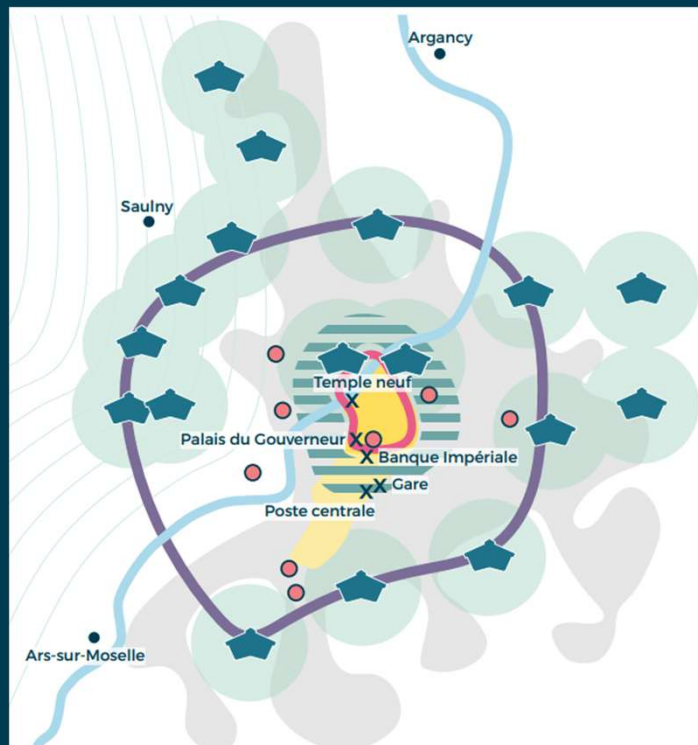 Argancy
Saulny
Temple neuf
Palais du Gouverneur
Banque Impériale
Gare
Poste centrale
Ars-sur-Moselle